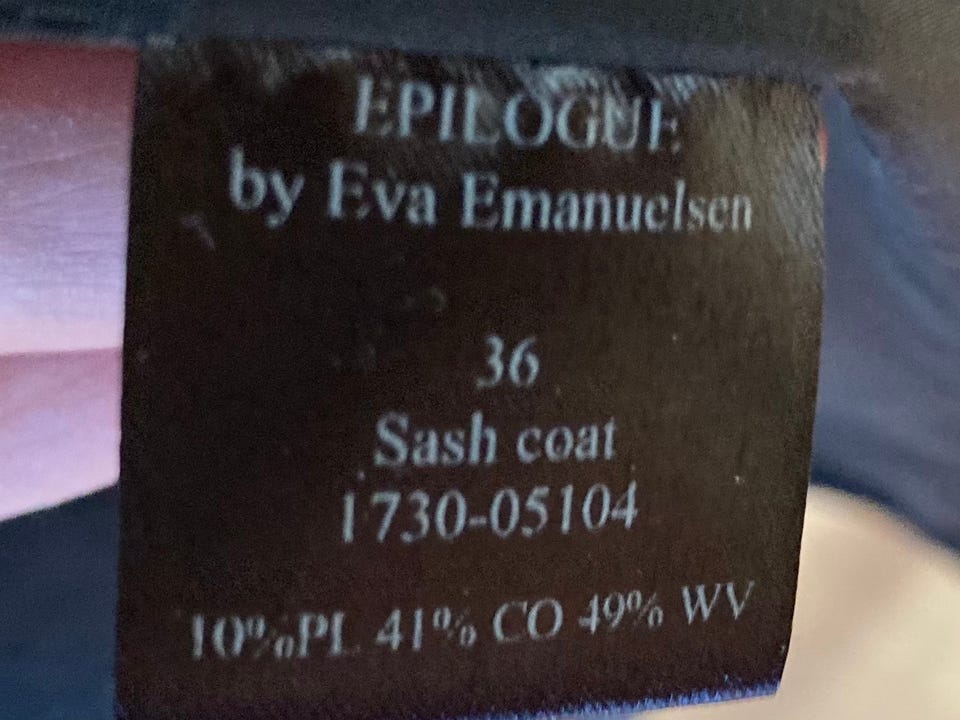 EPILOGUE
by Eva Emanuelsen
36
Sash coat
1730-05104
10%PL 41% CO 49% WV